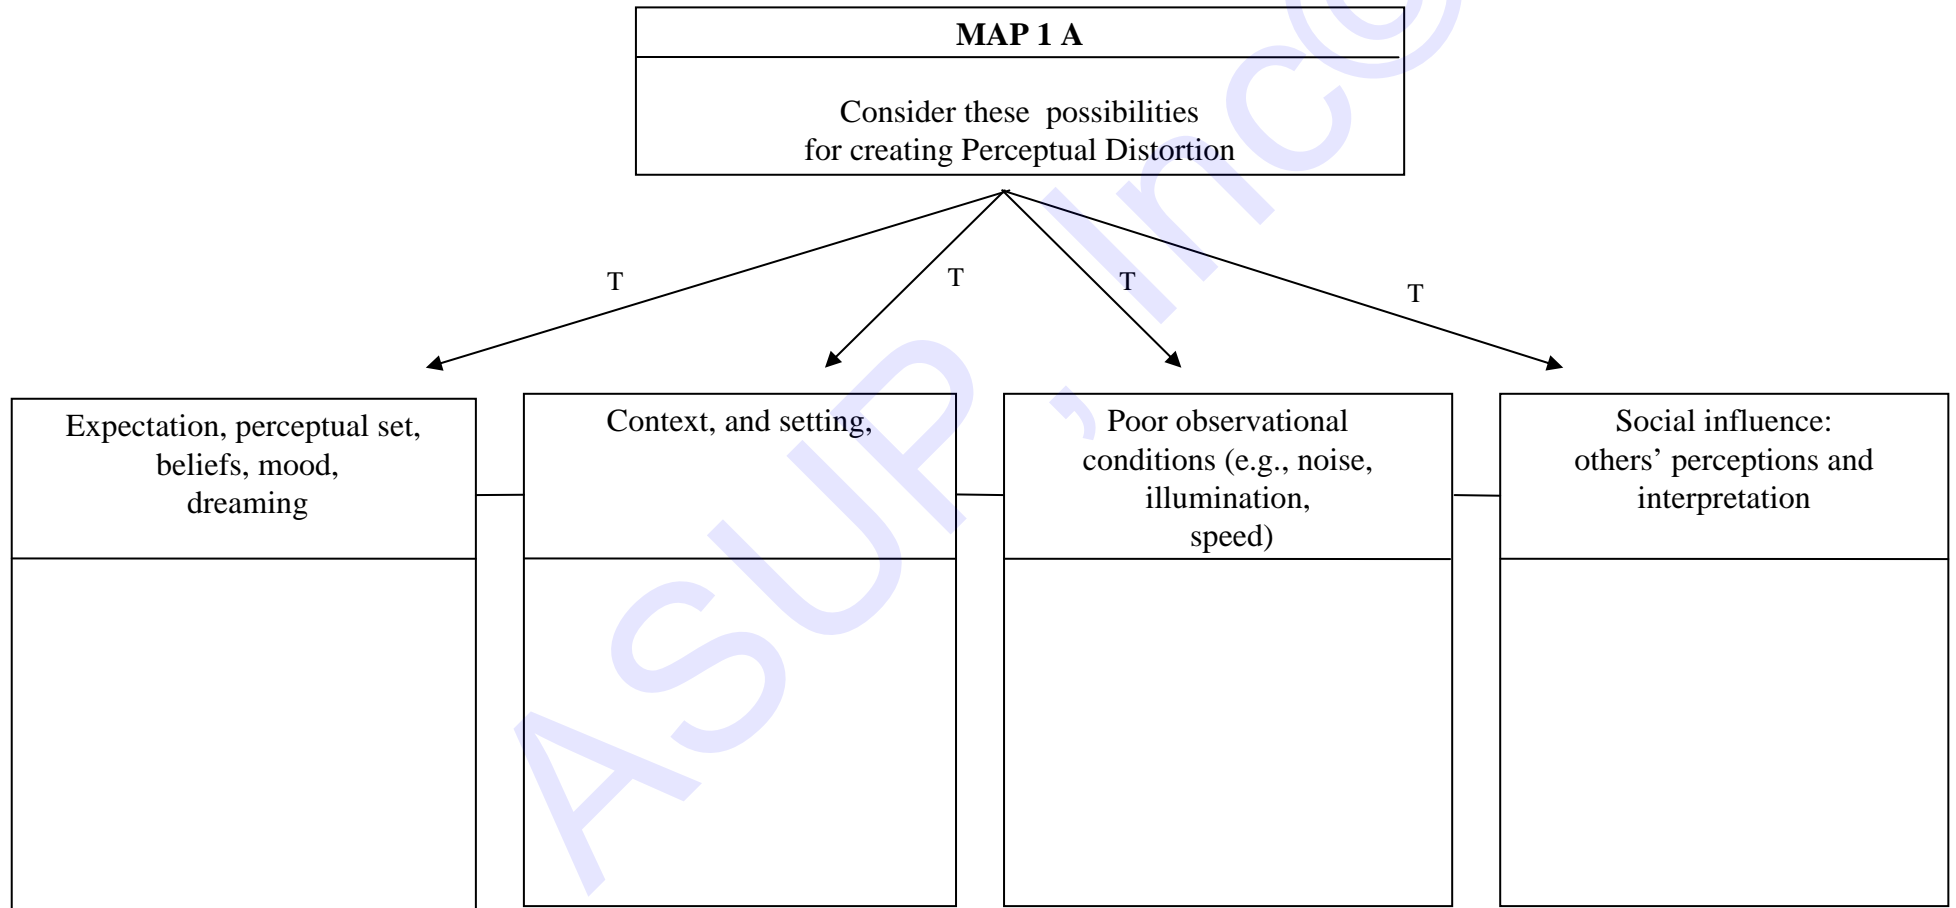 MAP 1 A
Consider these possibilities
for creating Perceptual Distortion
T
T
T
T
Expectation, perceptual set,
beliefs, mood,
dreaming
Context, and setting,
Poor observational
conditions (e.g., noise,
illumination,
speed)
Social influence:
others’ perceptions and
interpretation
ASUP , Inc©